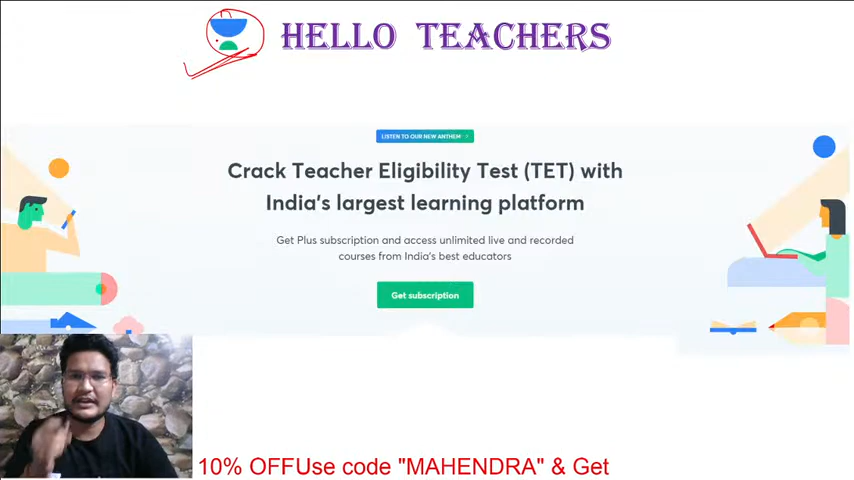 HELLO TEACHERS
LISTEN TO OUR NEW ANTHEM
Crack Teacher Eligibility Test (TET) with
India's largest learning platform
Get Plus subscription and access unlimited live and recorded
courses from India's best educators
Get subscription
10% OFFUse code "MAHENDRA" & Get